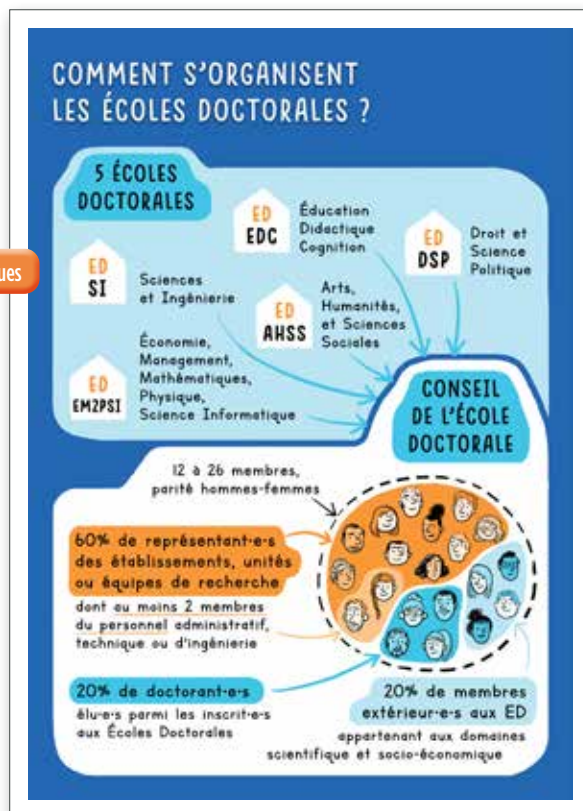 COMMENT S'ORGANISENT
LES ÉCOLES DOCTORALES ?
5 ÉCOLES
DOCTORALES
ED
EDC
Éducation
Didactique
Cognition
ED
DSP
Droit et
Science
Politique
ED
SI
Sciences
et Ingénierie
ED
AHSS
Arts,
Humanités,
et Sciences
Sociales
ED
EM2PSI
Économie,
Management,
Mathématiques,
Physique,
Science Informatique
ues
CONSEIL
DE L'ÉCOLE
DOCTORALE
12 à 26 membres,
parité hommes-femmes
60% de représentant·e·s
des établissements, unités
ou équipes de recherche
dont au moins 2 membres
du personnel administratif,
technique ou d'ingénierie
20% de doctorant·e·s
élu·e·s parmi les inscrit·e·s
aux Écoles Doctorales
20% de membres
extérieur·e·s aux ED
appartenant aux domaines
scientifique et socio-économique